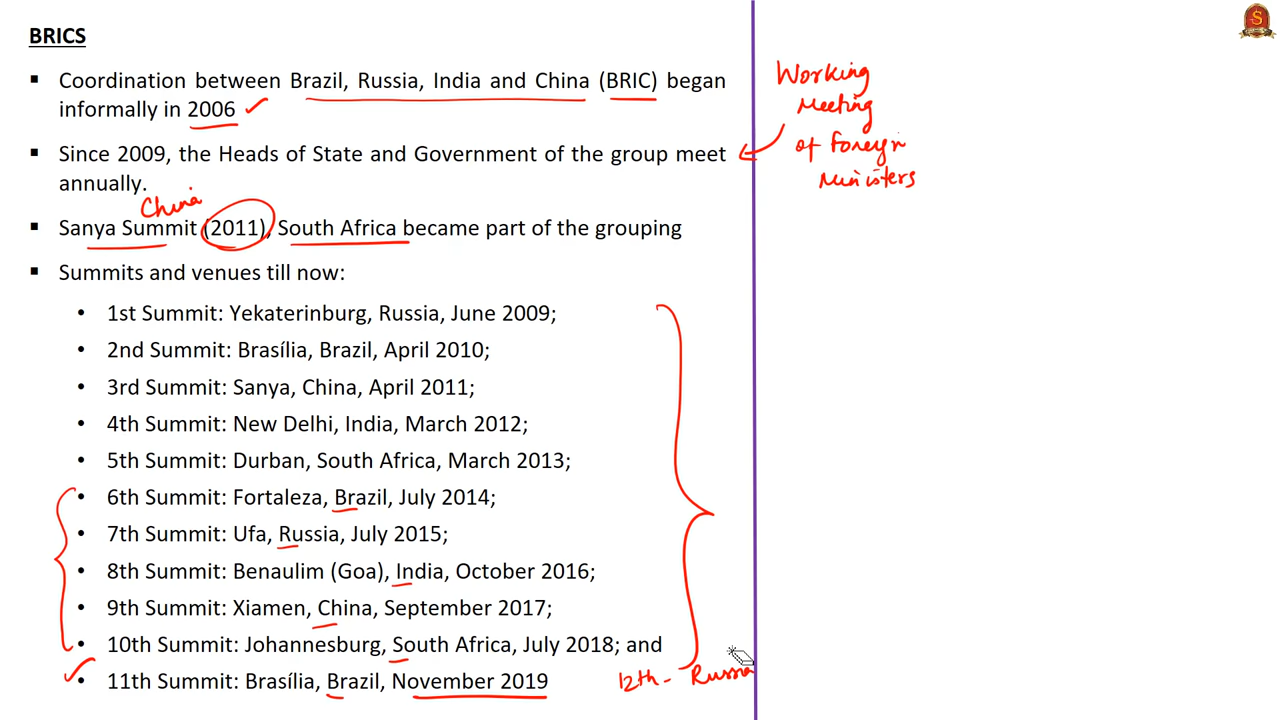 BRICS
▪ Coordination between Brazil, Russia, India and China (BRIC) began
informally in 2006
▪ Since 2009, the Heads of State and Government of the group meet
annually.
China
▪ Sanya Summit (2011), South Africa became part of the grouping
▪ Summits and venues till now:
• 1st Summit: Yekaterinburg, Russia, June 2009;
• 2nd Summit: Brasília, Brazil, April 2010;
• 3rd Summit: Sanya, China, April 2011;
• 4th Summit: New Delhi, India, March 2012;
• 5th Summit: Durban, South Africa, March 2013;
• 6th Summit: Fortaleza, Brazil, July 2014;
• 7th Summit: Ufa, Russia, July 2015;
• 8th Summit: Benaulim (Goa), India, October 2016;
• 9th Summit: Xiamen, China, September 2017;
• 10th Summit: Johannesburg, South Africa, July 2018; and
• 11th Summit: Brasília, Brazil, November 2019
12th - Russia
Working
Meeting
of Foreign
Ministers
S